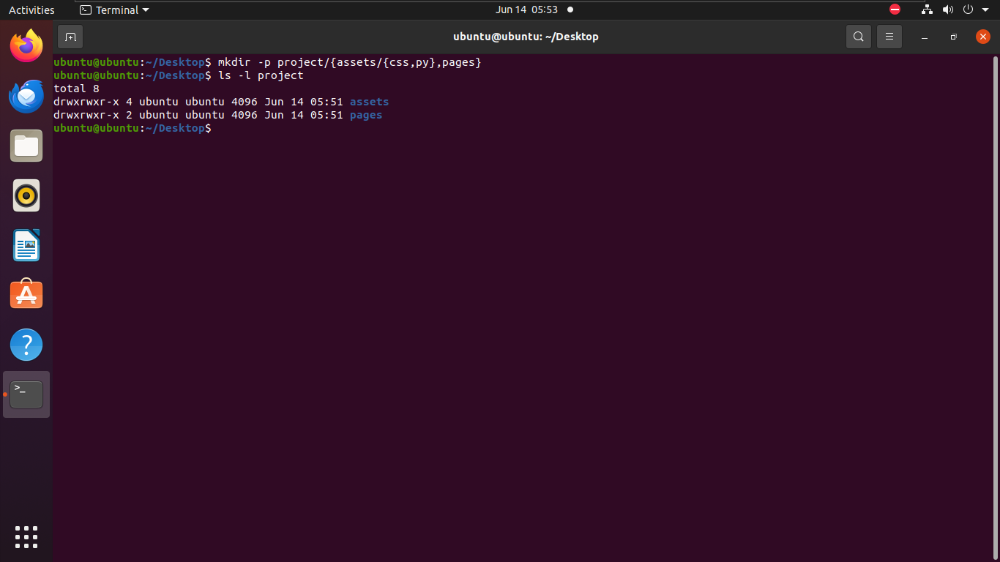 Activities
Terminal
Jun 14 05:53
ubuntu@ubuntu: ~/Desktop
ubuntu@ubuntu:~/Desktop$ mkdir -p project/{assets/{css,py},pages}
ubuntu@ubuntu:~/Desktop$ ls -l project
total 8
drwxrwxr-x 4 ubuntu ubuntu 4096 Jun 14 05:51 assets
drwxrwxr-x 2 ubuntu ubuntu 4096 Jun 14 05:51 pages
ubuntu@ubuntu:~/Desktop$